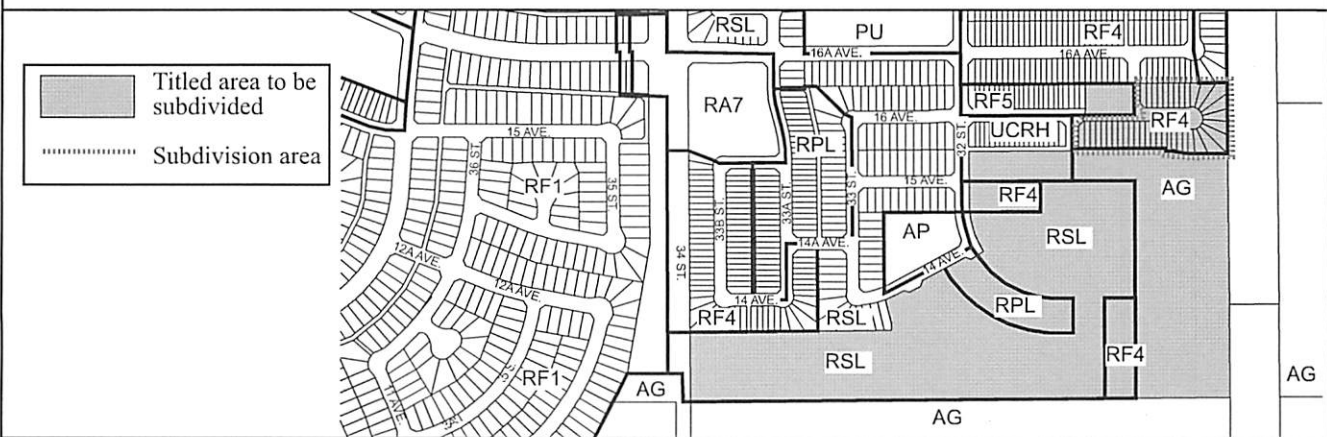 Titled area to be
subdivided
Subdivision area
RSL
PU
RF4
16A AVE.
16A AVE.
RA7
RF5
16 AVE.
RF4
15 AVE.
RPL
UCRH
32 ST.
36 ST.
RF1
35 ST.
33 ST.
15 AVE.
AG
33B ST.
33A ST.
RF4
AP
RSL
12A AVE.
34 ST.
14A AVE.
14 AVE.
12A AVE.
14 AVE.
RPL
RF4
RSL
RSL
RF4
RF1
11 AVE.
AG
AG
AG